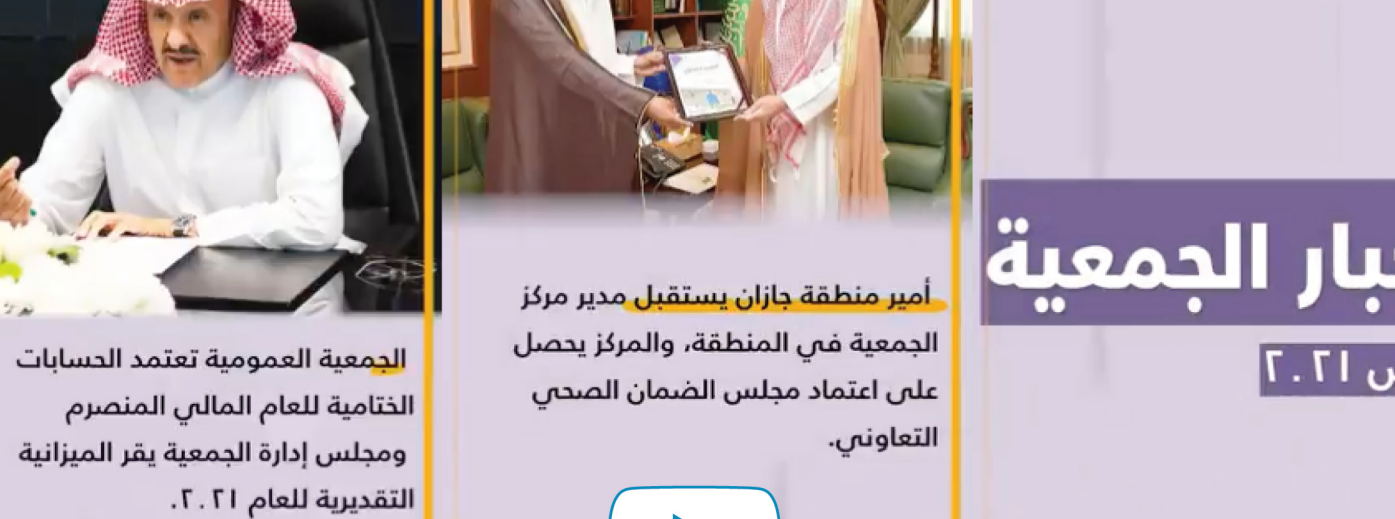 الجمعية
٢٠٢١
أمير منطقة جازان يستقبل مدير مركز
الجمعية في المنطقة، والمركز يحصل
على اعتماد مجلس الضمان الصحي
التعاوني.
الجمعية العمومية تعتمد الحسابات
الختامية للعام المالي المنصرم
ومجلس إدارة الجمعية يقر الميزانية
التقديرية للعام ٢٠٢١.